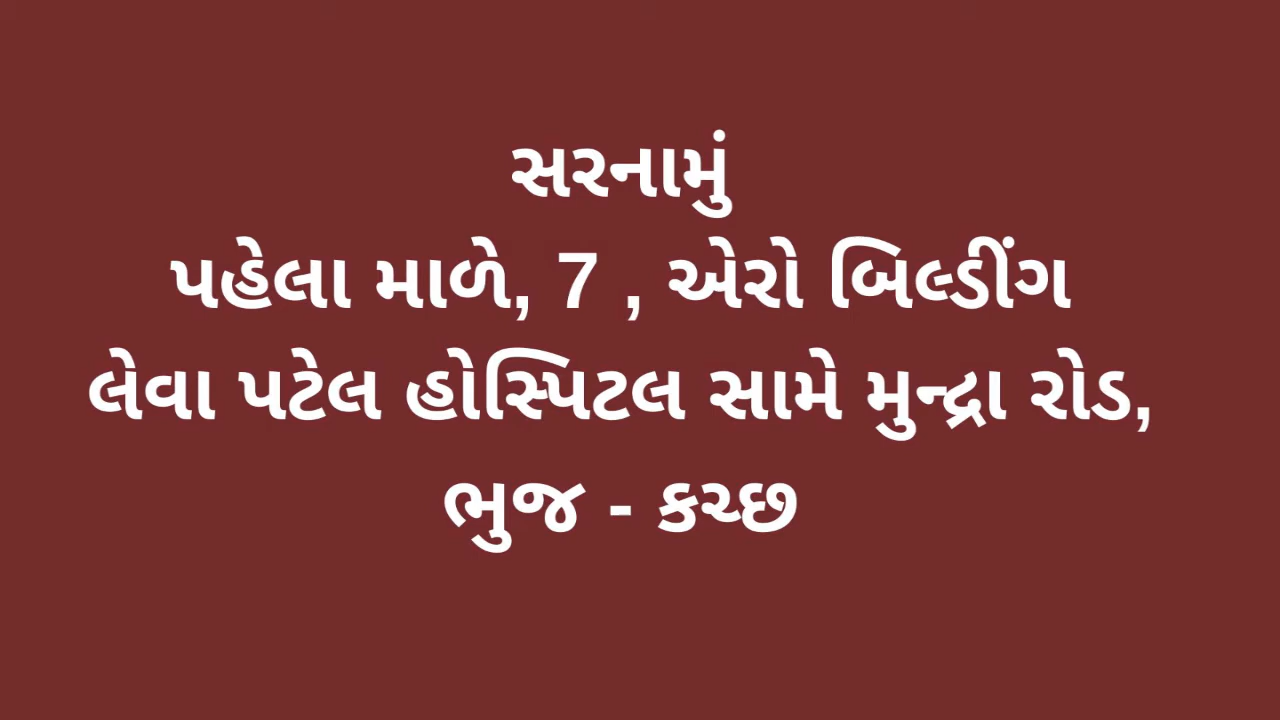 સરનામું
પહેલા માળે, 7 , એરો બિલ્ડીંગ
લેવા પટેલ હોસ્પિટલ સામે મુન્દ્રા રોડ,
ભુજ - કચ્છ